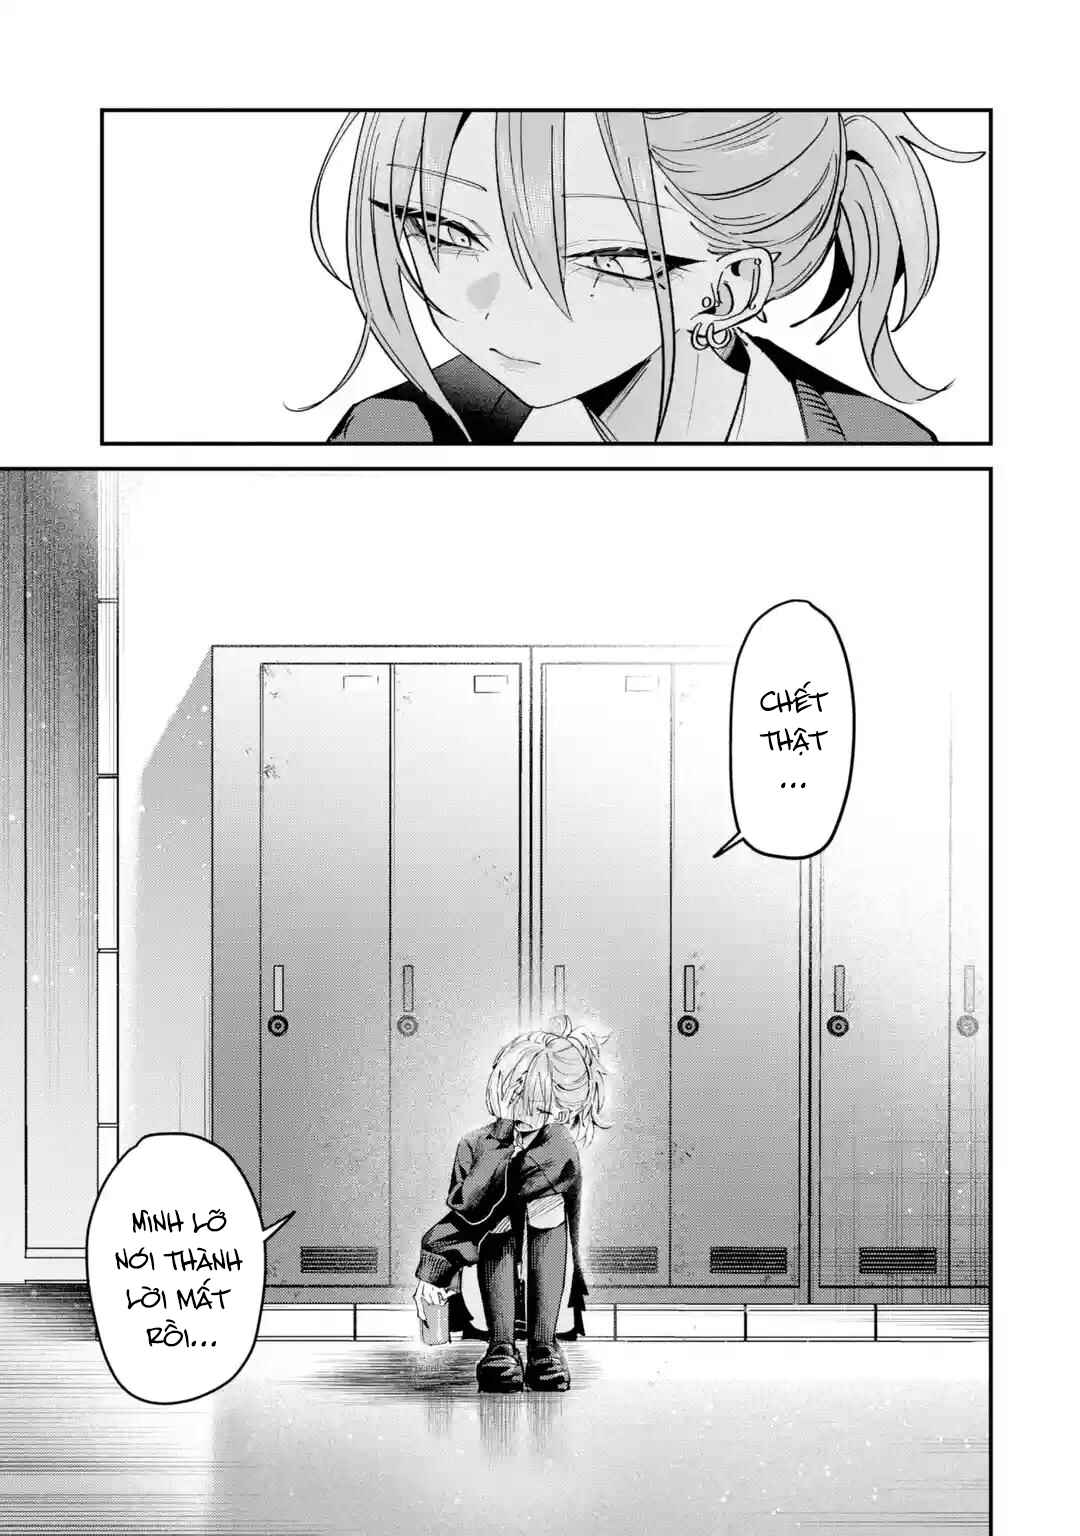 CHẾT
THẬT
...
MÌNH LỠ
NÓI THÀNH
LỜI MẤT
RỒI...